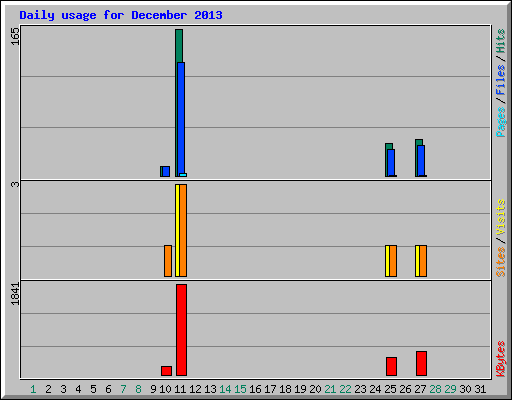 Daily usage for December 2013
165
Pages/Files/Hits
3
Sites/Visits
1841
KBytes
1 2 3 4 5 6 7 8 9 10 11 12 13 14 15 16 17 18 19 20 21 22 23 24 25 26 27 28 29 30 31